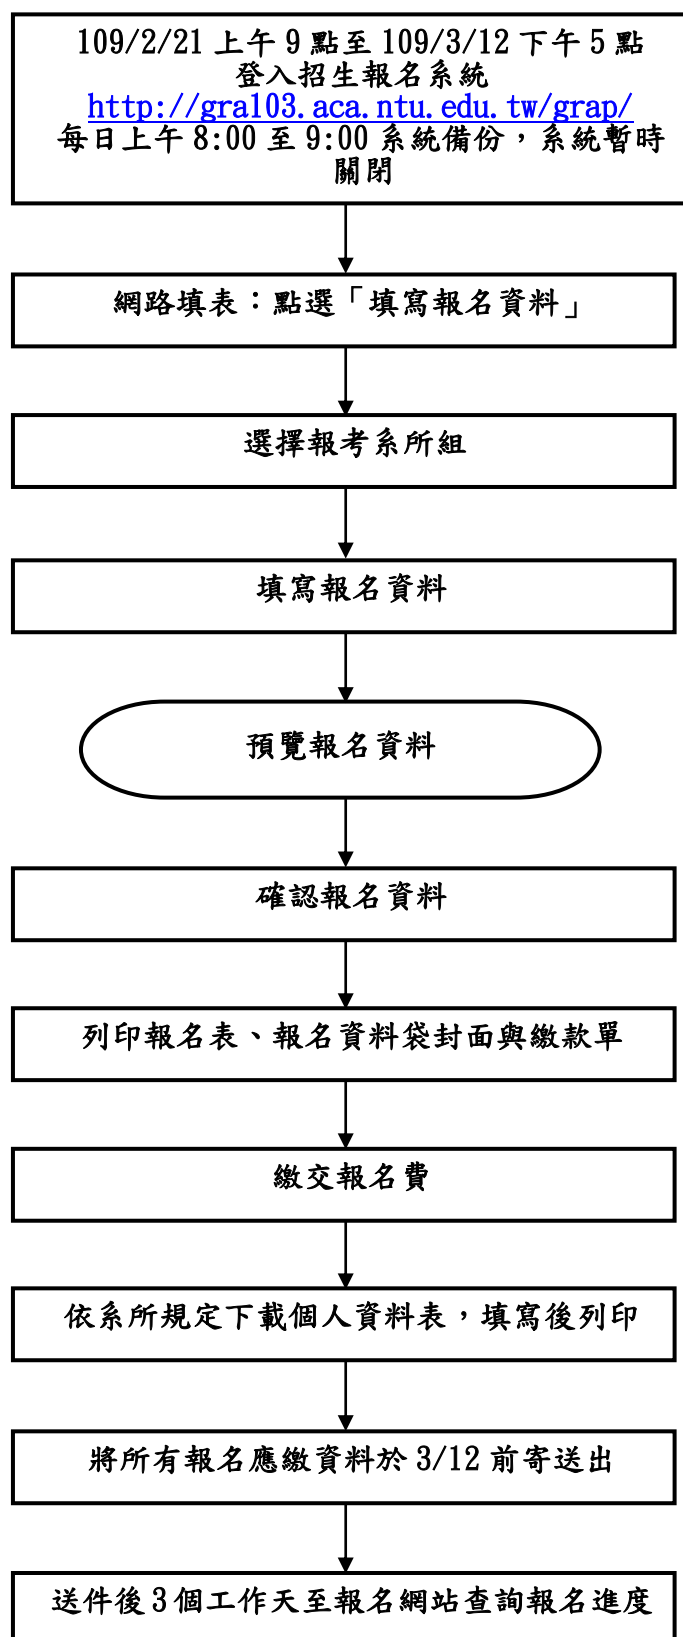 109/2/21 上午 9 點至 109/3/12 下午 5 點
登入招生報名系統
http://gra103.aca.ntu.edu.tw/grap/
每日上午 8:00 至 9:00 系統備份，系統暫時
關閉
網路填表：點選「填寫報名資料」
選擇報考系所組
填寫報名資料
預覽報名資料
確認報名資料
列印報名表、報名資料袋封面與繳款單
繳交報名費
依系所規定下載個人資料表，填寫後列印
將所有報名應繳資料於 3/12 前寄送出
送件後 3 個工作天至報名網站查詢報名進度